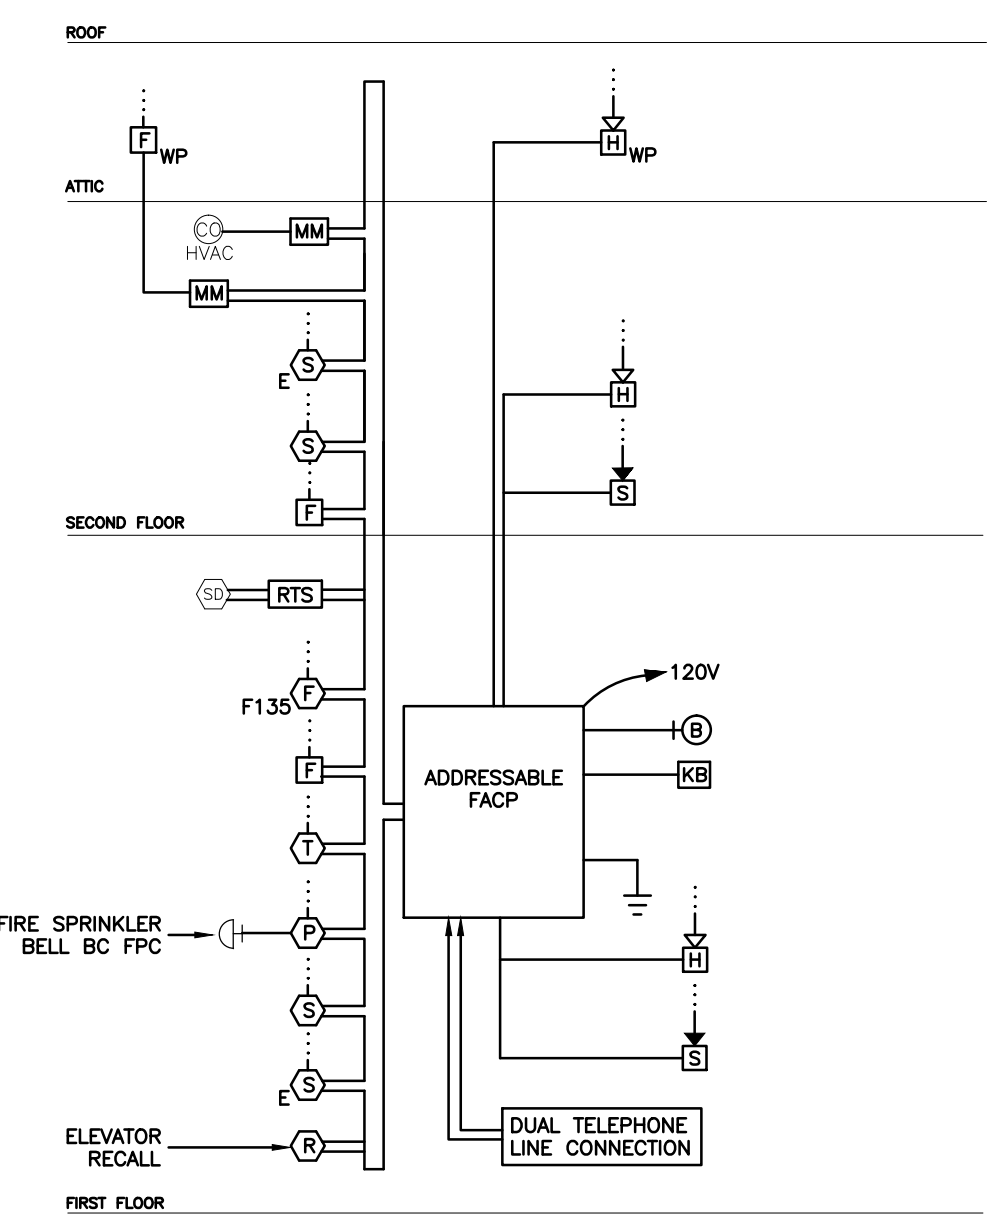 ROOF
F
WP
H
WP
ATTIC
CO
HVAC
MM
MM
S
E
H
S
S
F
SECOND FLOOR
SD
RTS
120V
F
F135
B
ADDRESSABLE
FACP
KB
F
T
FIRE SPRINKLER
BELL BC FPC
P
H
S
S
S
E
DUAL TELEPHONE
LINE CONNECTION
ELEVATOR
RECALL
R
FIRST FLOOR